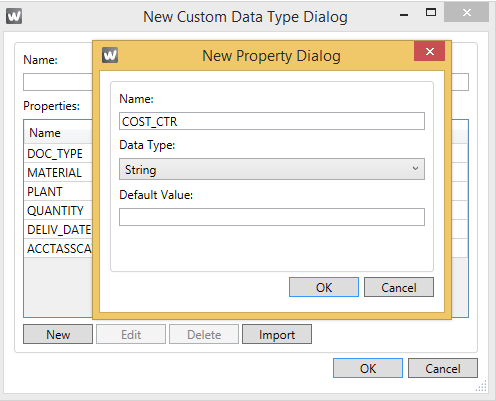 New Custom Data Type Dialog
Name:
Properties:
Name
DOC_TYPE
MATERIAL
PLANT
QUANTITY
DELIV_DATE
New Edit Delete Import
OK Cancel
New Property Dialog
Name:
COST_CTR
Data Type:
String
Default Value:
OK Cancel